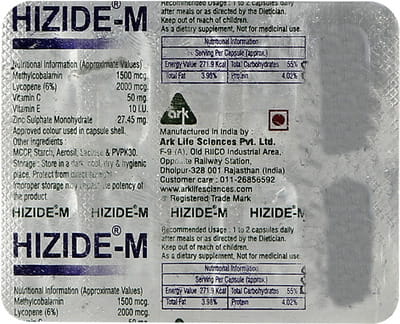 HIZIDE®-M
Recommended Usage : 1 to 2 capsules daily
after meals or as directed by the Dietician.
Keep out of reach of children.
As a dietary supplement, Not for medicinal use.
Nutritional Information
Serving Per Capsule (approx.)
Energy Value 271.9 Kcal Total Carbohydrates 55%
Total Fat 3.98% Protein 4.02%
Nutritional Information (Approximate Values)
Methylcobalamin 1500 mcg.
Lycopene (6%) 2000 mcg.
Vitamin C 50 mg.
Vitamin E 10 I.U.
Zinc Sulphate Monohydrate 27.45 mg.
Approved colour used in capsule shell.
Other ingredients :
MCCP, Starch, Aerosil, Lactose & PVPK30.
Storage : Store in a dark, cool, dry & hygienic
place, Protect from direct
Improper storage may the potency of
the product.
ark
Manufactured in India by :
Ark Life Sciences Pvt. Ltd.
F-9 (A), Old RIICO Industrial Area,
Opposite Railway Station,
Dholpur-328 001 Rajasthan (India)
Customer care : 011-26856592
www.arklifesciences.com
® Registered Trade Mark
HIZIDE-M HIZIDE®-M HIZIDE®-M HIZIDE-M
HIZIDE®-M
Recommended Usage : 1 to 2 capsules daily
after meals or as directed by the Dietician.
Keep out of reach of children.
As a dietary supplement, Not for medicinal use.
Nutritional Information
Serving Per Capsule (approx.)
Energy Value 271.9 Kcal Total Carbohydrates 55%
Total Fat 3.98% Protein 4.02%
Nutritional Information (Approximate Values)
Methylcobalamin 1500 mcg.
Lycopene (6%) 2000 mcg.